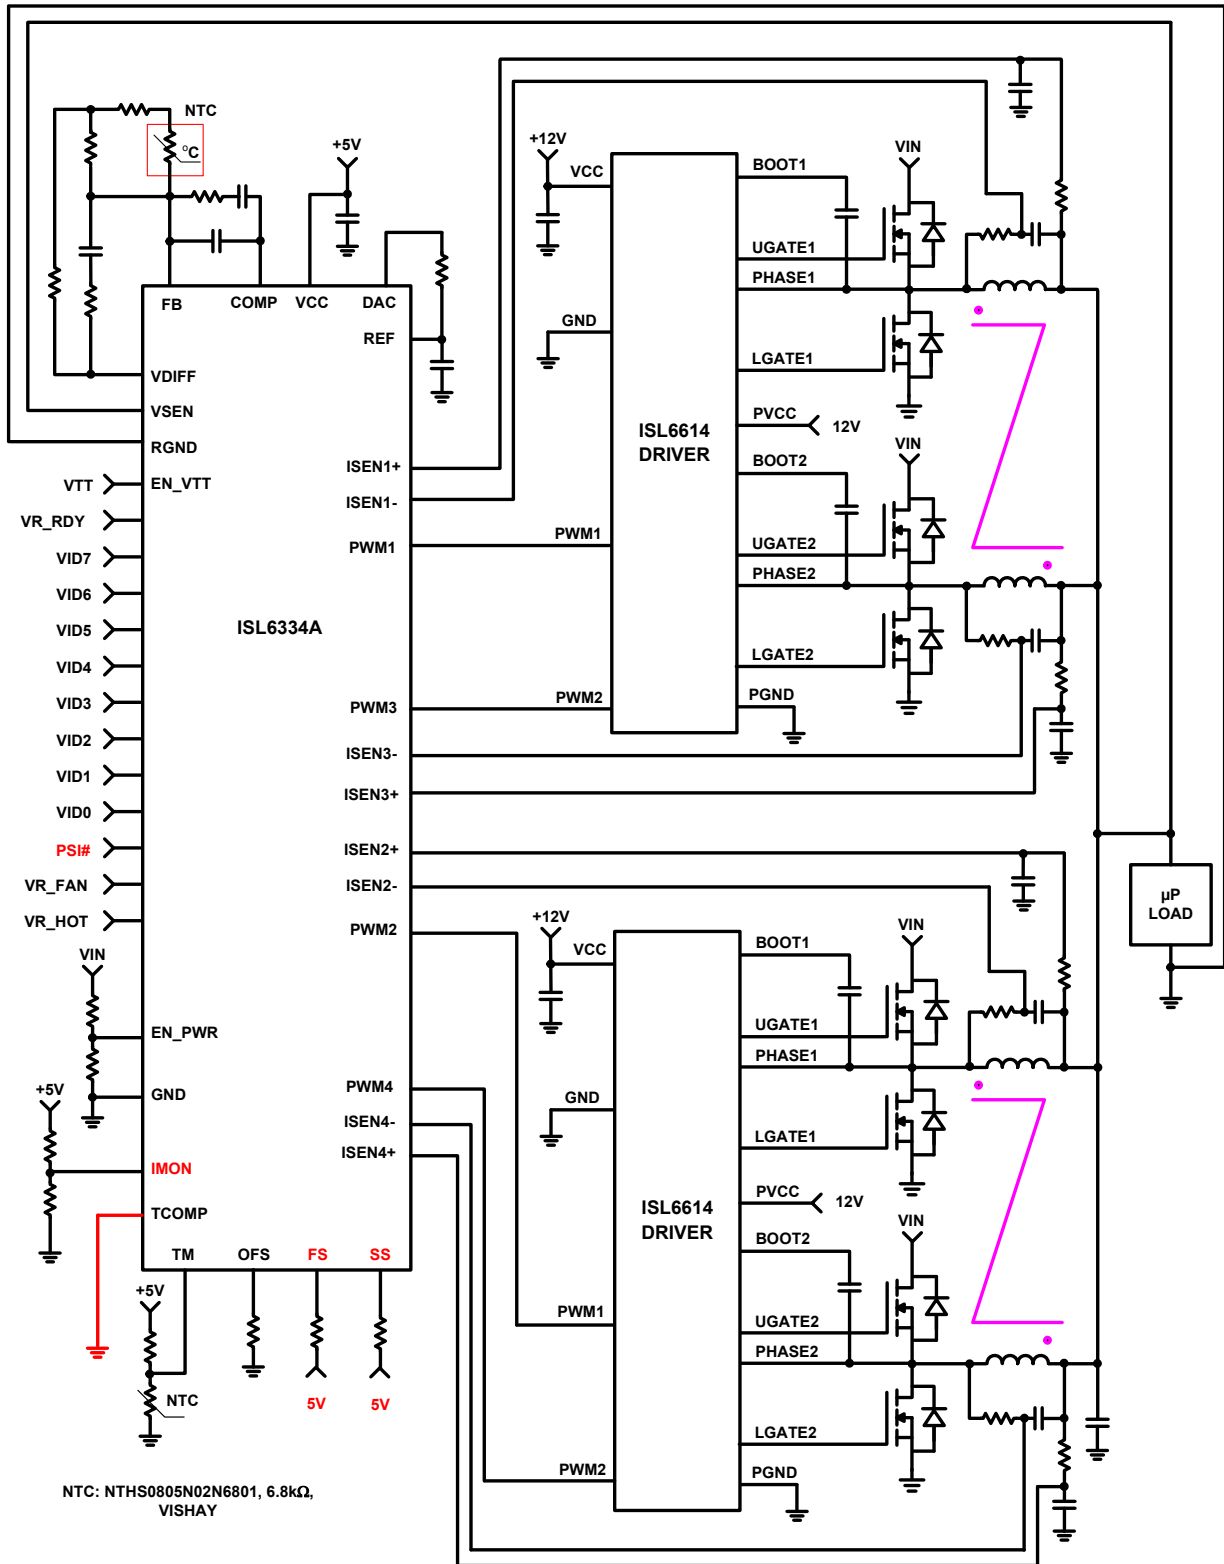 NTC
°C
+5V
FB
COMP
VCC
DAC
REF
VDIFF
VSEN
RGND
VTT
EN_VTT
VR_RDY
VID7
VID6
VID5
VID4
VID3
VID2
VID1
VID0
PSI#
VR_FAN
VR_HOT
VIN
EN_PWR
GND
+5V
IMON
TCOMP
TM
OFS
FS
SS
+5V
NTC
5V
5V
ISL6334A
ISEN1+
ISEN1-
PWM1
PWM3
ISEN3-
ISEN3+
ISEN2+
ISEN2-
PWM2
PWM4
ISEN4-
ISEN4+
+12V
VCC
GND
PWM1
PWM2
ISL6614
DRIVER
BOOT1
UGATE1
PHASE1
LGATE1
PVCC
12V
BOOT2
UGATE2
PHASE2
LGATE2
PGND
VIN
VIN
+12V
VCC
GND
PWM1
PWM2
ISL6614
DRIVER
BOOT1
UGATE1
PHASE1
LGATE1
PVCC
12V
BOOT2
UGATE2
PHASE2
LGATE2
PGND
VIN
VIN
µP
LOAD
NTC: NTHS0805N02N6801, 6.8kΩ,
VISHAY